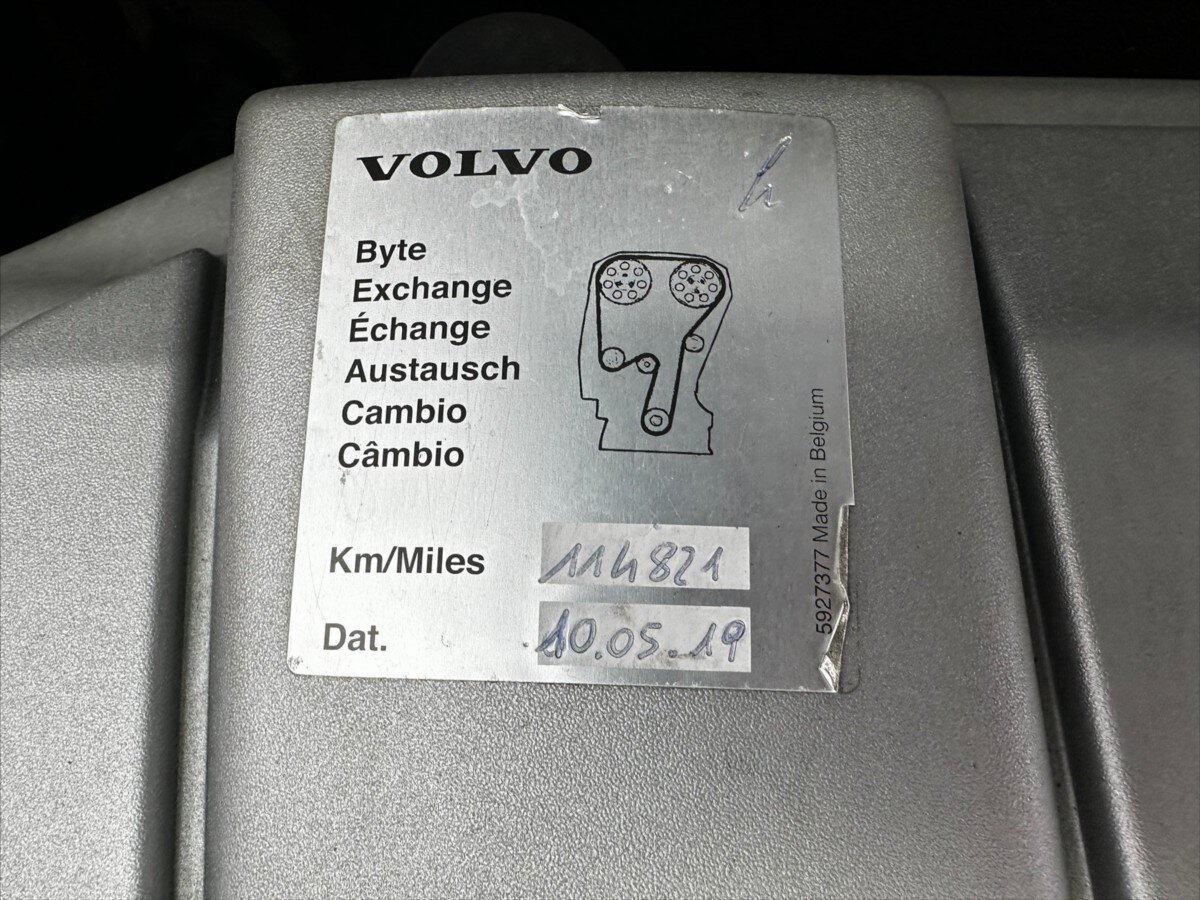 VOLVO
Byte
Exchange
Échange
Austausch
Cambio
Câmbio
Km/Miles 114821
Dat. 10.05.19
5927377 Made in Belgium